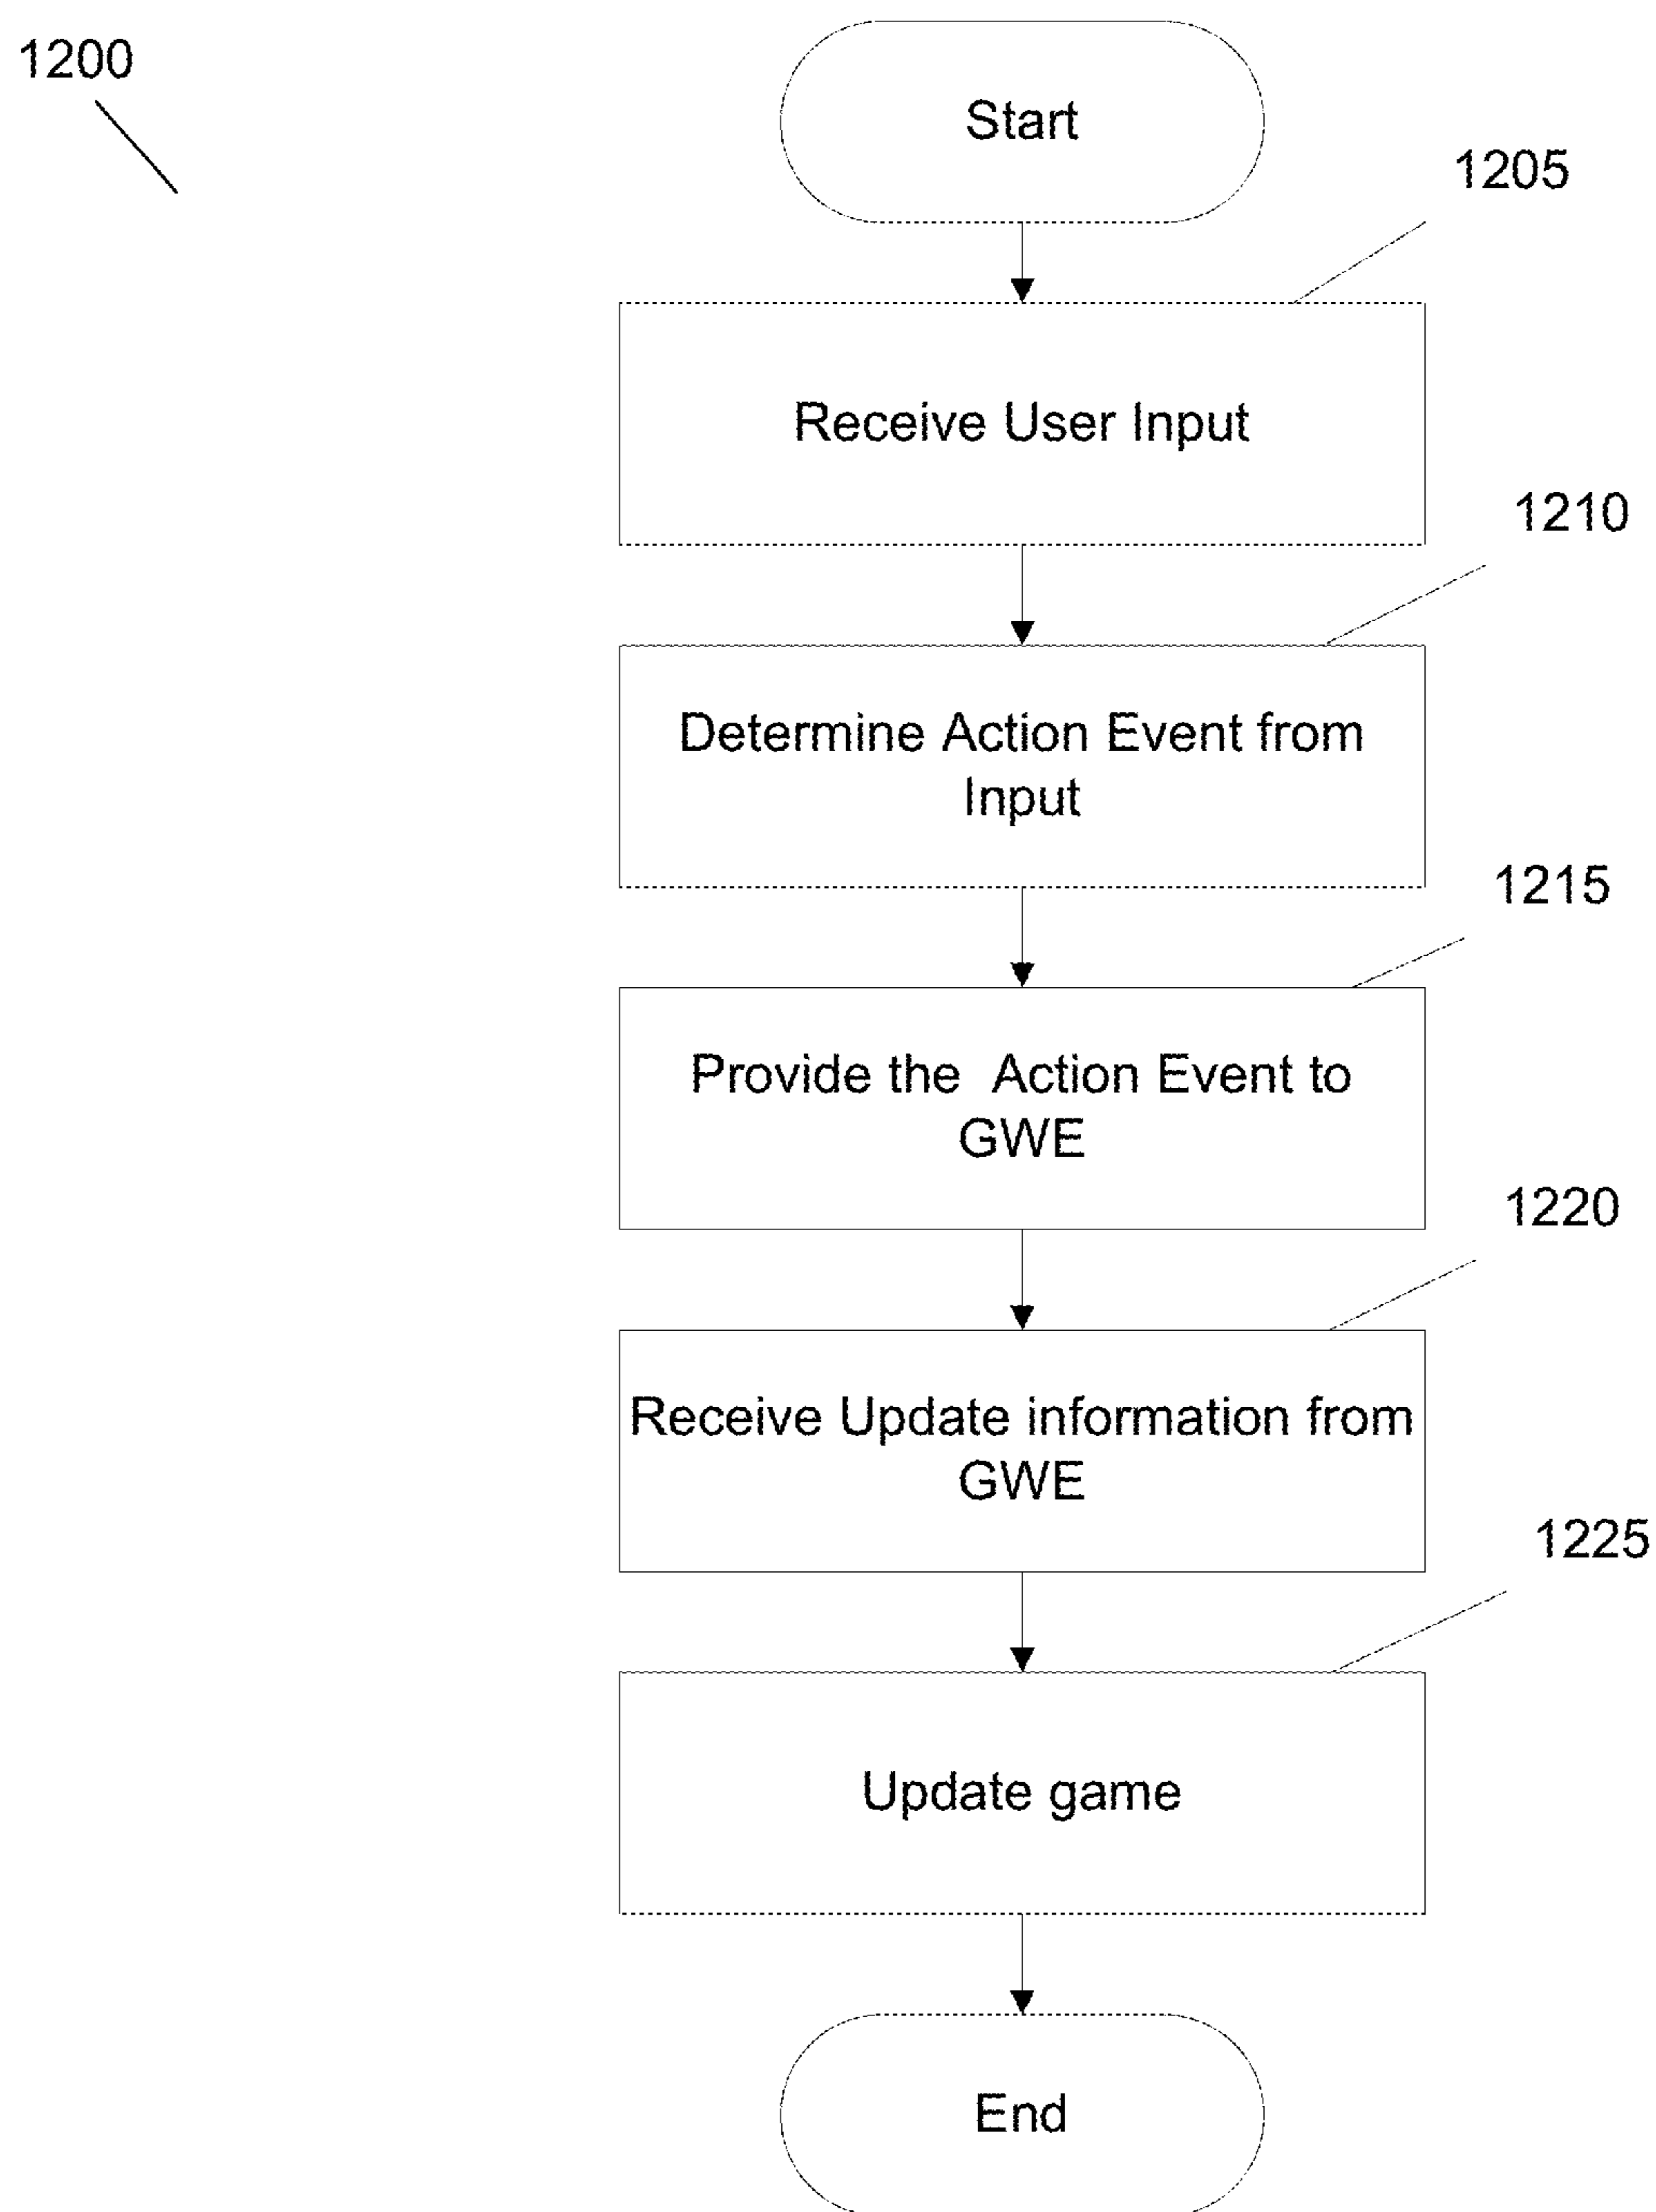 1200
Start
1205
Receive User Input
1210
Determine Action Event from
Input
1215
Provide the  Action Event to
GWE
1220
Receive Update information from
GWE
1225
Update game
End